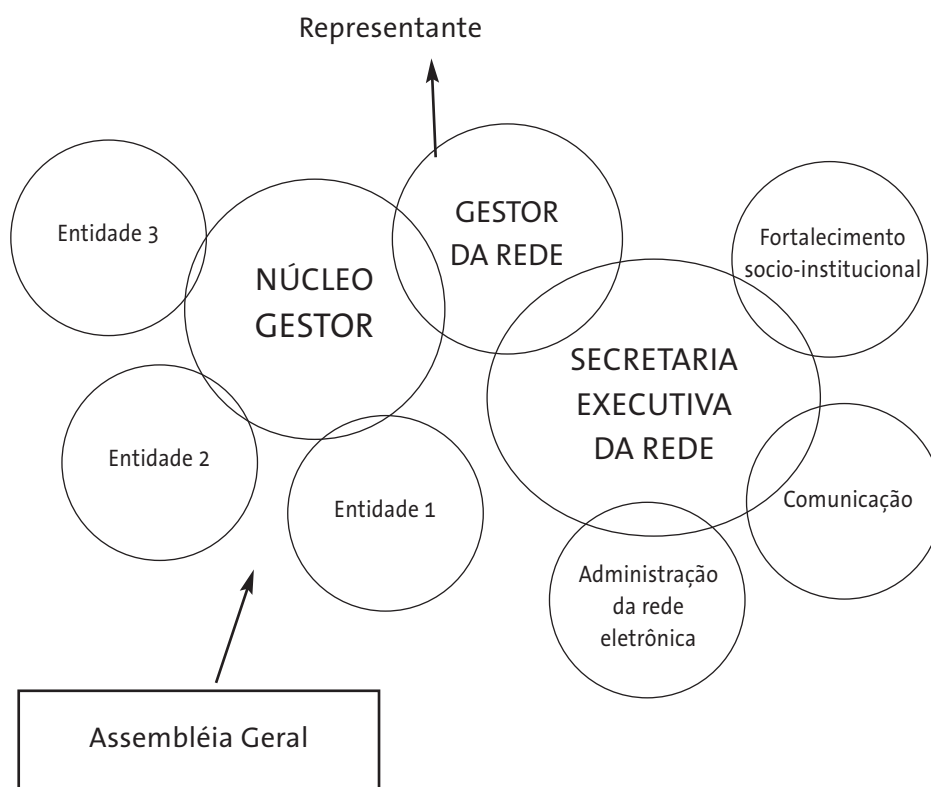 Representante
Entidade 3
NÚCLEO
GESTOR
GESTOR
DA REDE
Fortalecimento
socio-institucional
SECRETARIA
EXECUTIVA
DA REDE
Entidade 2
Entidade 1
Comunicação
Administração
da rede
eletrônica
Assembléia Geral